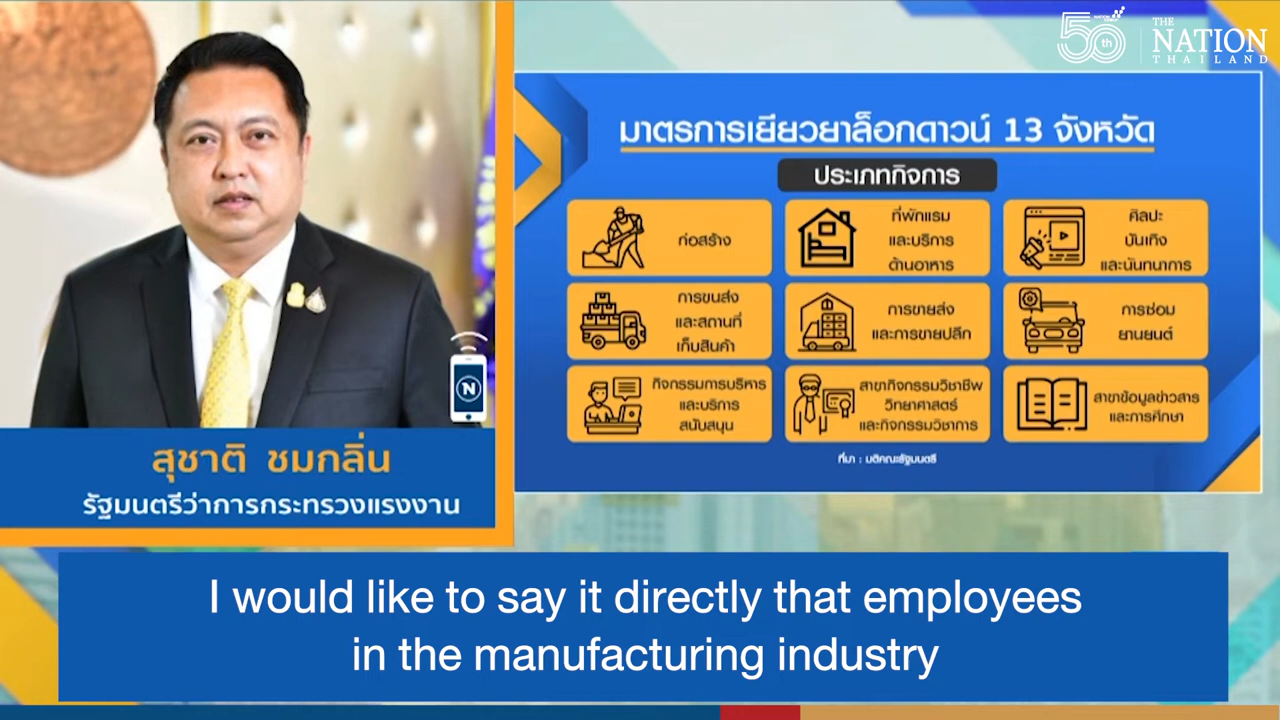 50th
NATION GROUP
THE
NATION
THAILAND
มาตรการเยียวยาล็อกดาวน์ 13 จังหวัด
ประเภทกิจการ
ก่อสร้าง
ที่พักแรม
และบริการ
ด้านอาหาร
ศิลปะ
บันเทิง
และนันทนาการ
การขนส่ง
และสถานที่
เก็บสินค้า
การขายส่ง
และการขายปลีก
การซ่อม
ยานยนต์
กิจกรรมการบริหาร
และบริการ
สนับสนุน
สาขากิจกรรมวิชาชีพ
วิทยาศาสตร์
และกิจกรรมวิชาการ
สาขาข้อมูลข่าวสาร
และการศึกษา
ที่มา : มติคณะรัฐมนตรี
N
สุชาติ ชมกลิ่น
รัฐมนตรีว่าการกระทรวงแรงงาน
I would like to say it directly that employees
in the manufacturing industry